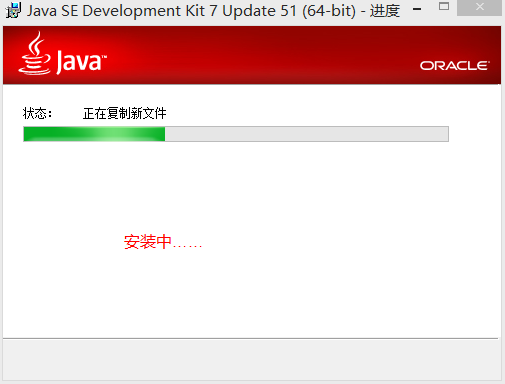 Java SE Development Kit 7 Update 51 (64-bit) - 进度
Java™
ORACLE®
状态： 正在复制新文件
安装中……